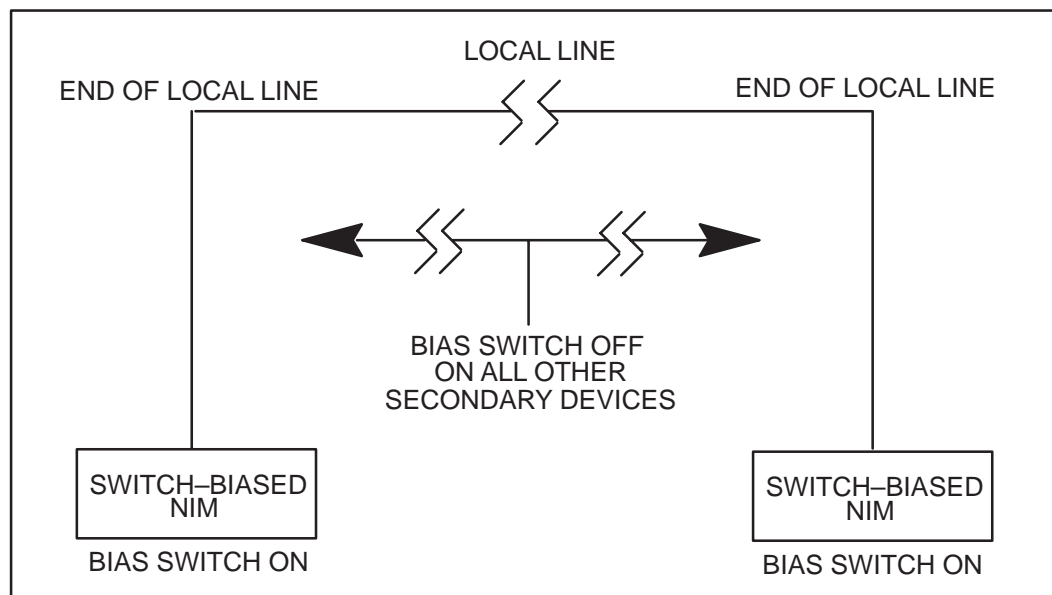 LOCAL LINE
END OF LOCAL LINE
END OF LOCAL LINE
BIAS SWITCH OFF
ON ALL OTHER
SECONDARY DEVICES
SWITCH–BIASED
NIM
BIAS SWITCH ON
SWITCH–BIASED
NIM
BIAS SWITCH ON